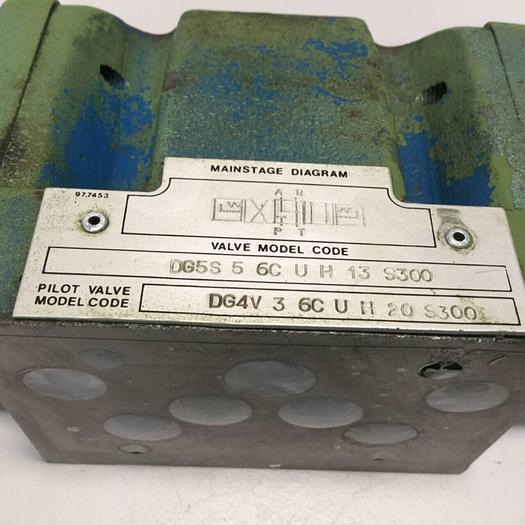 MAINSTAGE DIAGRAM
977453
A B
P T
VALVE MODEL CODE
DG5S 5 6C U H 13 S300
PILOT VALVE
MODEL CODE
DG4V 3 6C U H 20 S300